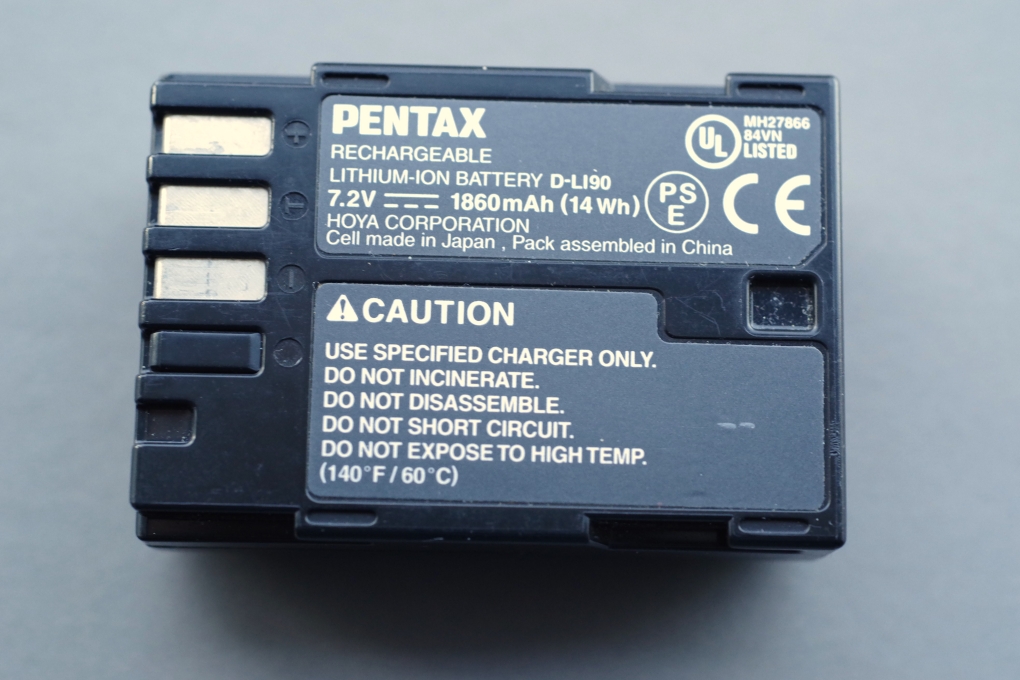 PENTAX
RECHARGEABLE
LITHIUM-ION BATTERY D-LI90
7.2V 1860mAh (14 Wh)
HOYA CORPORATION
Cell made in Japan , Pack assembled in China
UL
MH27866
84VN
LISTED
PS
E
CE
CAUTION
USE SPECIFIED CHARGER ONLY.
DO NOT INCINERATE.
DO NOT DISASSEMBLE.
DO NOT SHORT CIRCUIT.
DO NOT EXPOSE TO HIGH TEMP.
(140°F / 60°C)